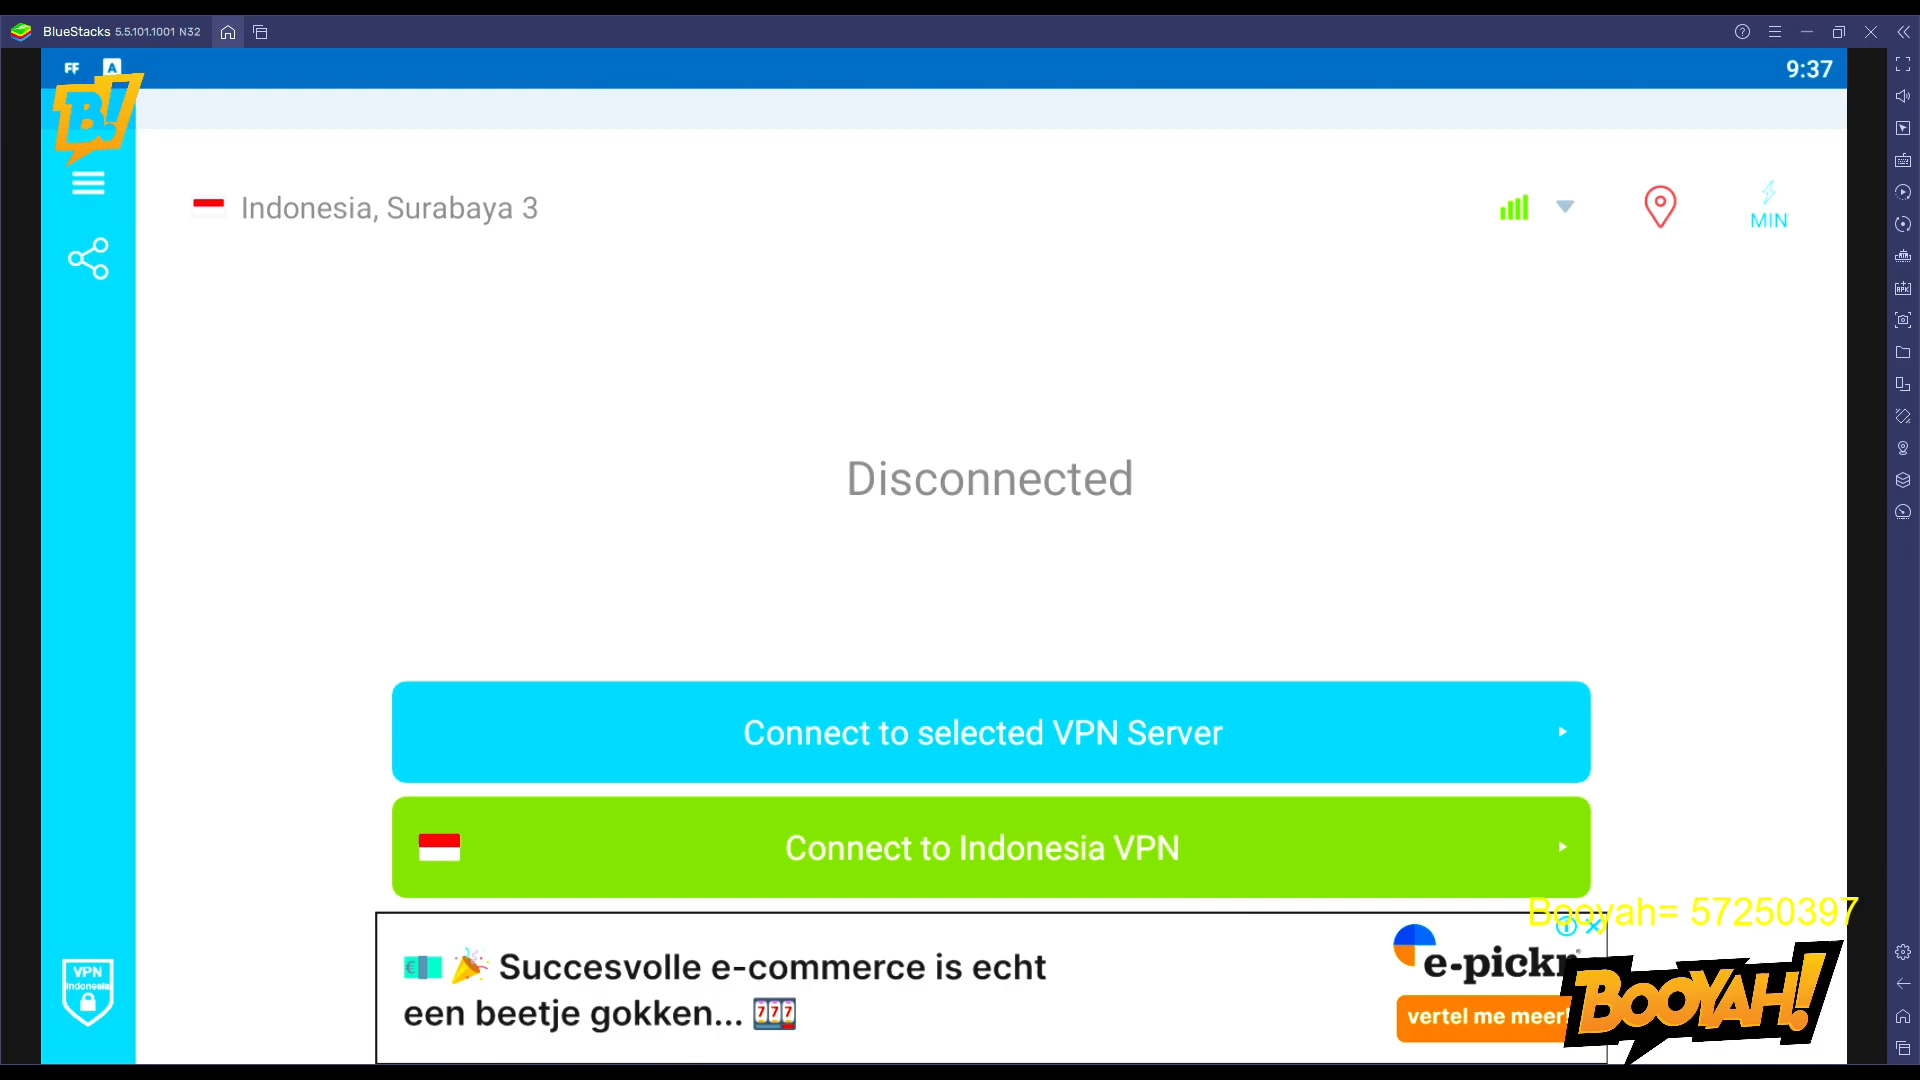 BlueStacks 5.5.101.1001 N32
FF A
9:37
B!
Indonesia, Surabaya 3
MIN
Disconnected
Connect to selected VPN Server
Connect to Indonesia VPN
Booyah= 57250397
Succesvolle e-commerce is echt
een beetje gokken... 777
e-pickr
vertel me meer!
BOOYAH!
VPN
Indonesia
APK